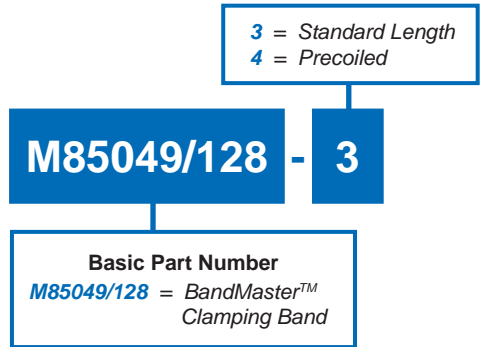 3 = Standard Length
4 = Precoiled
M85049/128 - 3
Basic Part Number
M85049/128 = BandMaster™
Clamping Band